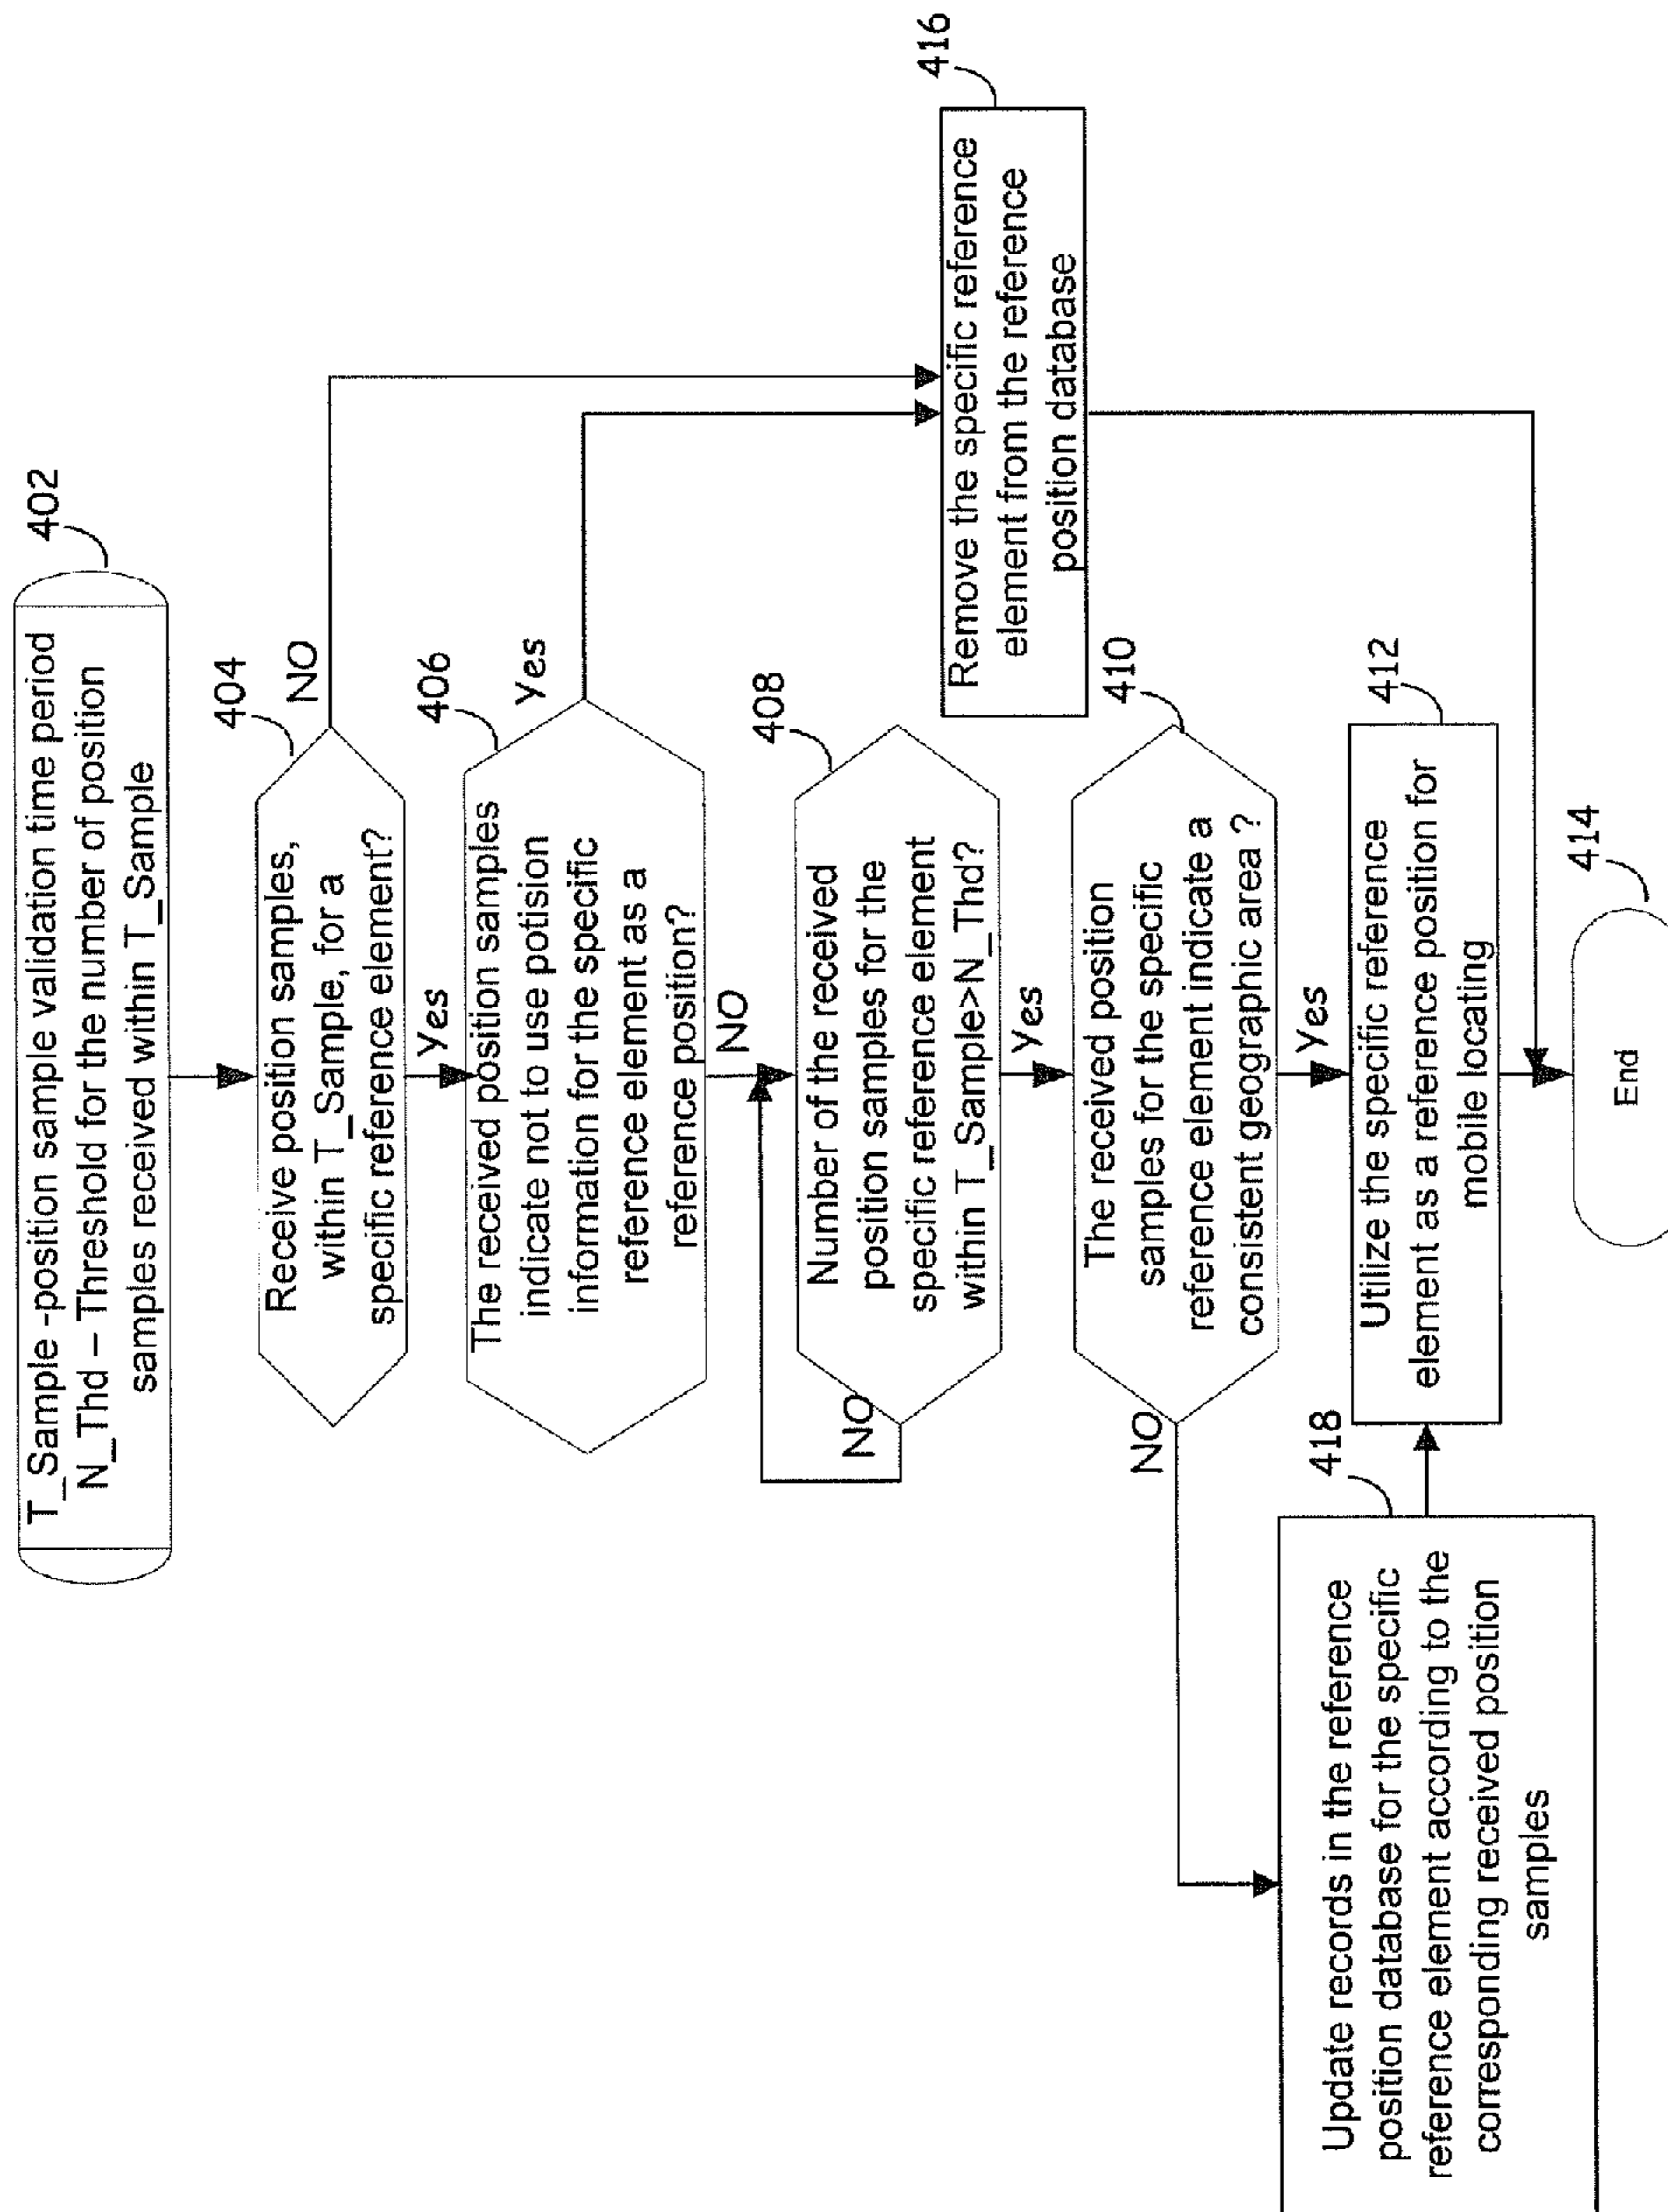 402
T_Sample -position sample validation time period
N_Thd – Threshold for the number of position
samples received within T_Sample
404
NO
Receive position samples,
within T_Sample, for a
specific reference element?
Yes
406
Yes
The received position samples
indicate not to use potision
information for the specific
reference element as a
reference position?
NO
408
Number of the received
position samples for the
specific reference element
within T_Sample>N_Thd?
NO
Yes
416
Remove the specific reference
element from the reference
position database
410
The received position
samples for the specific
reference element indicate a
consistent geographic area ?
NO
Yes
412
Utilize the specific reference
element as a reference position for
mobile locating
418
Update records in the reference
position database for the specific
reference element according to the
corresponding received position
samples
414
End